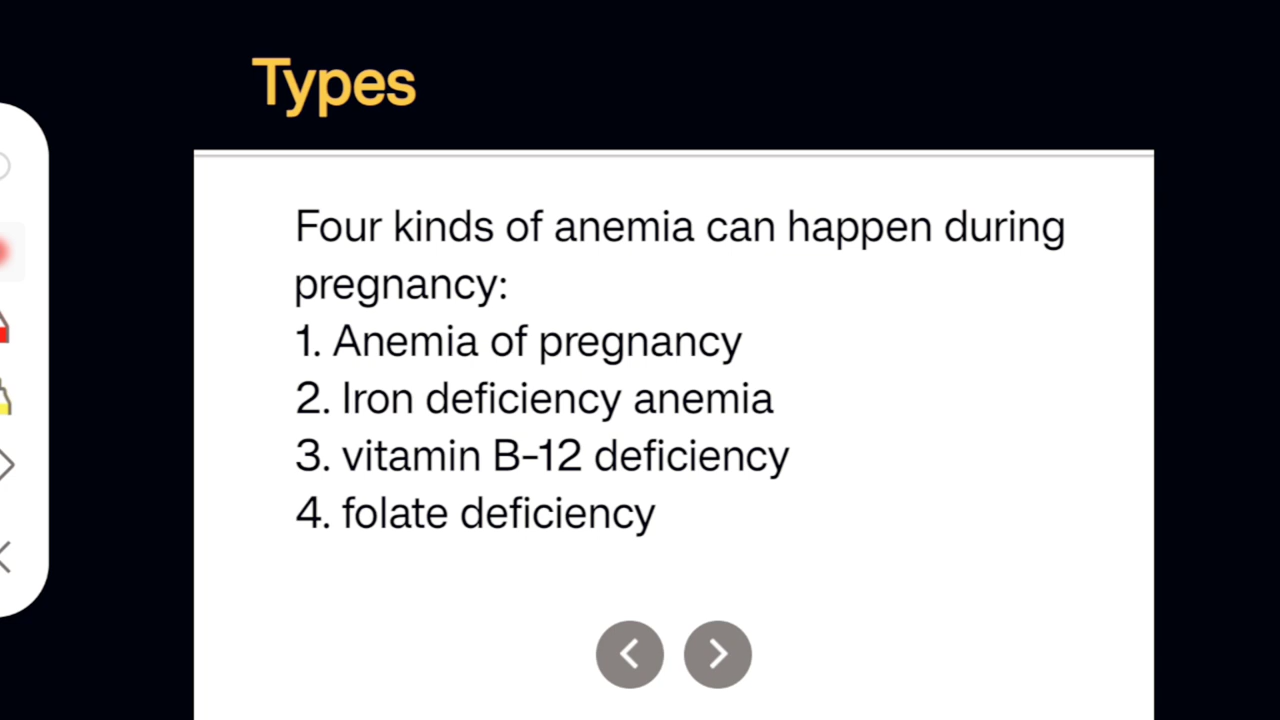 Types
Four kinds of anemia can happen during
pregnancy:
1. Anemia of pregnancy
2. Iron deficiency anemia
3. vitamin B-12 deficiency
4. folate deficiency